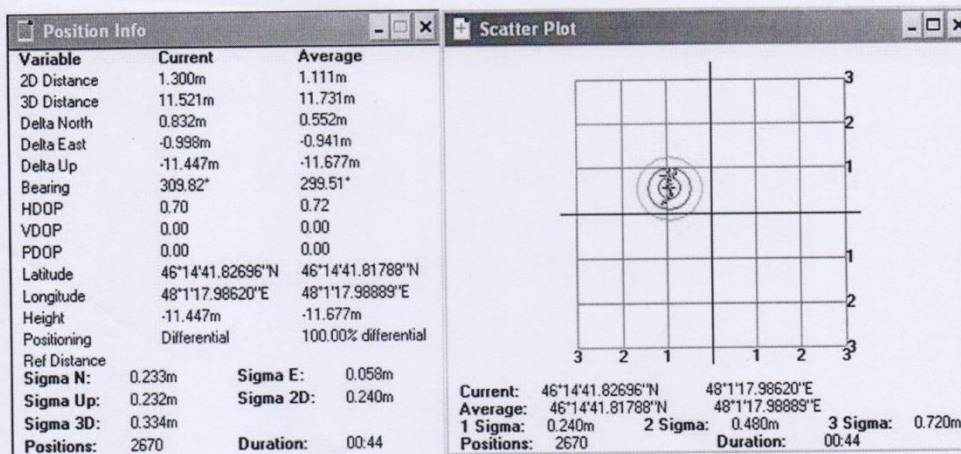 Position Info
Variable Current Average
2D Distance 1.300m 1.111m
3D Distance 11.521m 11.731m
Delta North 0.832m 0.552m
Delta East -0.998m -0.941m
Delta Up -11.447m -11.677m
Bearing 309.82° 299.51°
HDOP 0.70 0.72
VDOP 0.00 0.00
PDOP 0.00 0.00
Latitude 46°14'41.82696''N 46°14'41.81788''N
Longitude 48°1'17.98620''E 48°1'17.98889''E
Height -11.447m -11.677m
Positioning Differential 100.00% differential
Ref Distance
Sigma N: 0.233m Sigma E: 0.058m
Sigma Up: 0.232m Sigma 2D: 0.240m
Sigma 3D: 0.334m
Positions: 2670 Duration: 00:44
Scatter Plot
3
2
1
1
2
3
3 2 1 1 2 3
Current: 46°14'41.82696''N 48°1'17.98620''E
Average: 46°14'41.81788''N 48°1'17.98889''E
1 Sigma: 0.240m 2 Sigma: 0.480m 3 Sigma: 0.720m
Positions: 2670 Duration: 00:44